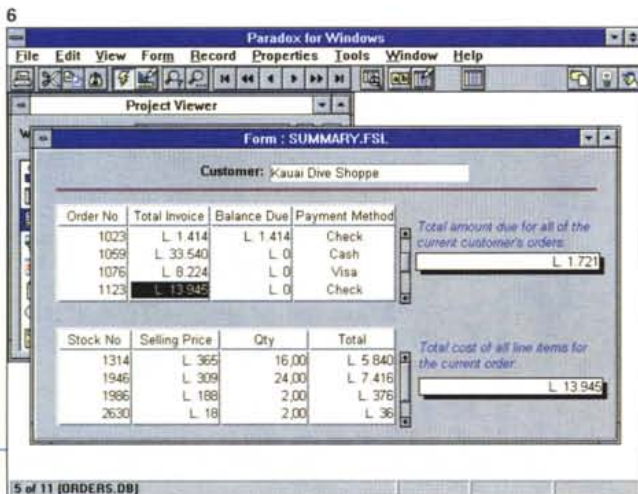 6
Paradox for Windows
File Edit View Form Record Properties Tools Window Help
Project Viewer
W
Form : SUMMARY.FSL
Customer: Kauai Dive Shoppe
Order No Total Invoice Balance Due Payment Method
1023 L. 1.414 L. 1.414 Check
1059 L. 33.540 L. 0 Cash
1076 L. 8.224 L. 0 Visa
1123 L. 13.945 L. 0 Check
Total amount due for all of the
current customer's orders:
L. 1.721
Stock No Selling Price Qty Total
1314 L. 365 16,00 L. 5.840
1946 L. 309 24,00 L. 7.416
1986 L. 188 2,00 L. 376
2630 L. 18 2,00 L. 36
Total cost of all line items for
the current order:
L. 13.945
5 of 11 [ORDERS.DB]